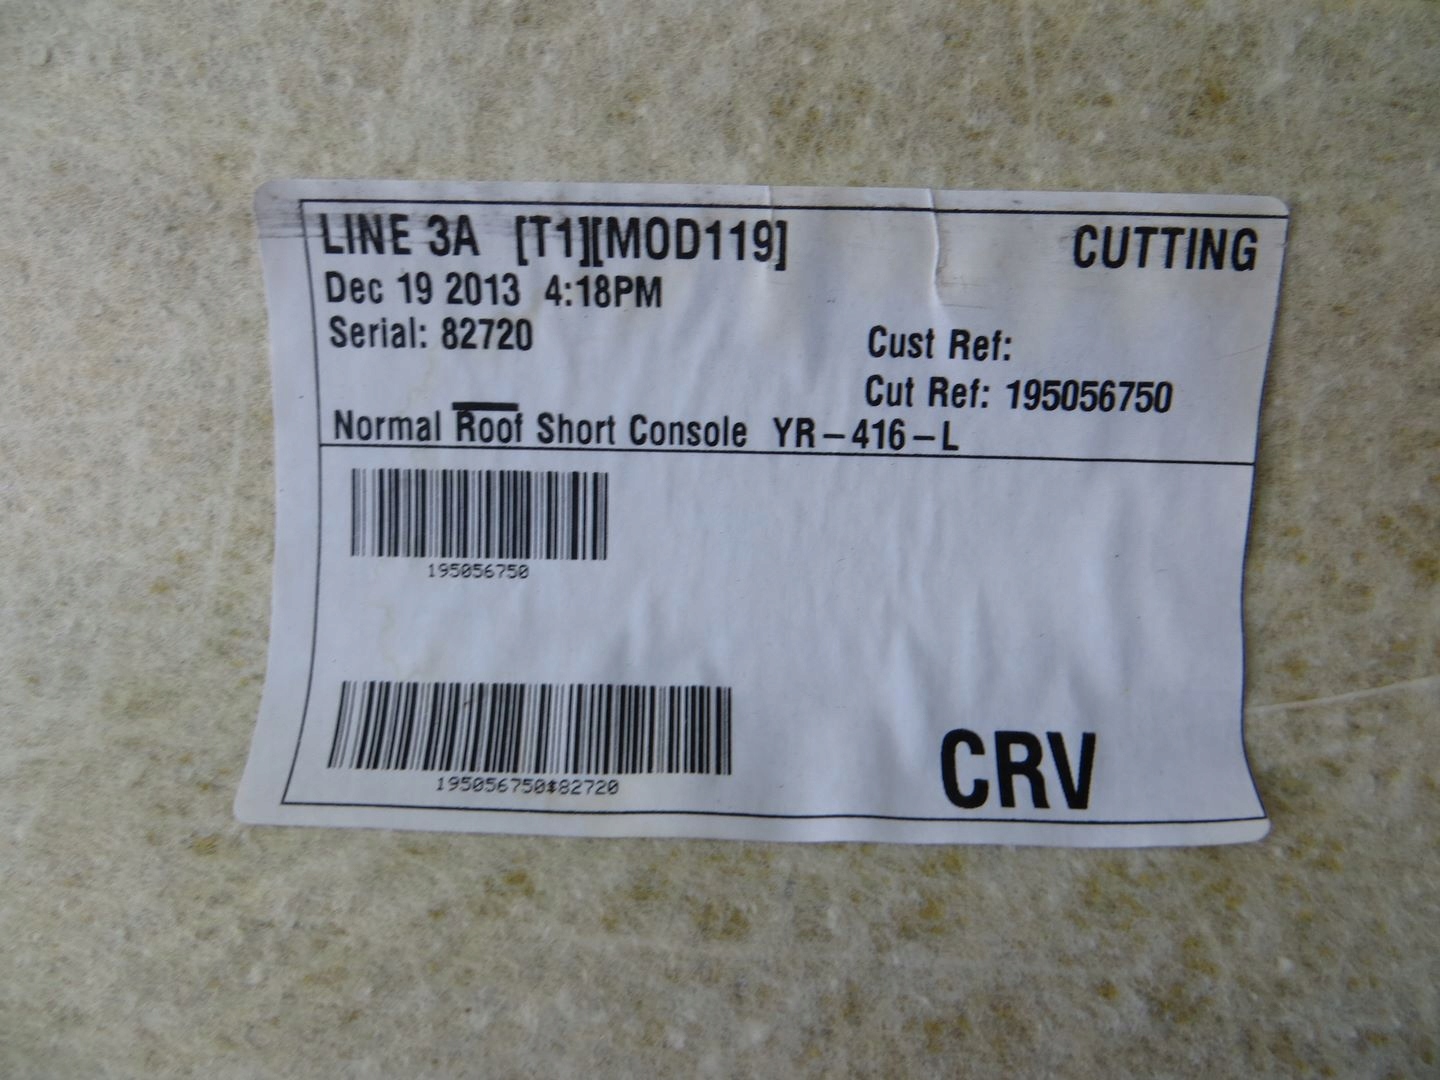 LINE 3A [T1][MOD119] CUTTING
Dec 19 2013 4:18PM
Serial: 82720
Cust Ref:
Cut Ref: 195056750
Normal Roof Short Console YR-416-L
195056750
195056750$82720
CRV